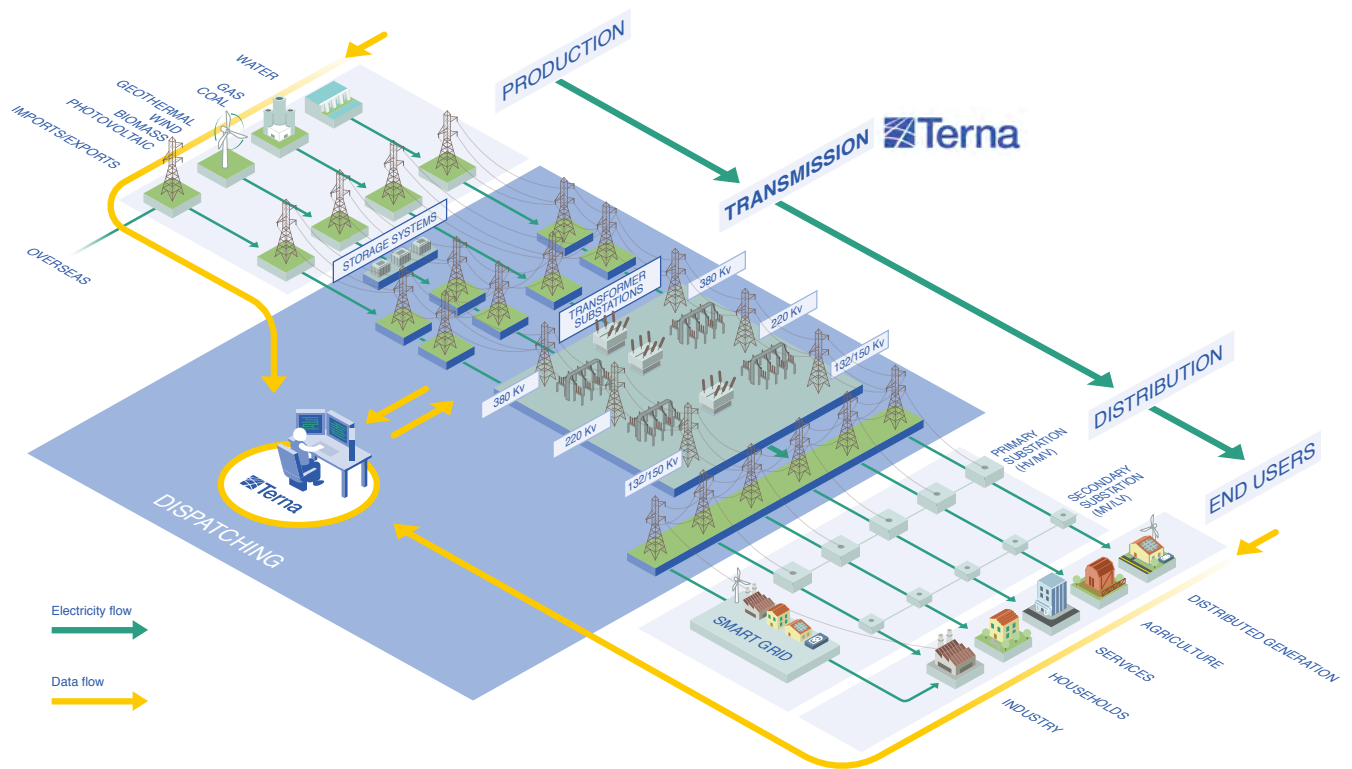 PRODUCTION
WATER
GAS
COAL
GEOTHERMAL
WIND
BIOMASS
PHOTOVOLTAIC
IMPORTS/EXPORTS
OVERSEAS
Terna
TRANSMISSION
STORAGE SYSTEMS
TRANSFORMER
SUBSTATIONS
380 Kv
220 Kv
132/150 Kv
380 Kv
220 Kv
132/150 Kv
DISTRIBUTION
PRIMARY
SUBSTATION
(HV/MV)
SECONDARY
SUBSTATION
(MV/LV)
END USERS
Terna
DISPATCHING
SMART GRID
DISTRIBUTED GENERATION
AGRICULTURE
SERVICES
HOUSEHOLDS
INDUSTRY
Electricity flow
Data flow